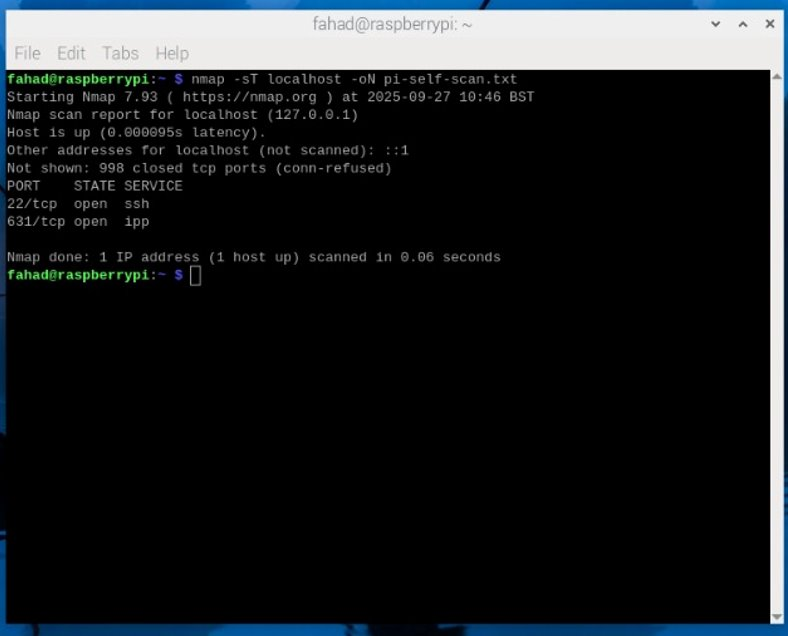 fahad@raspberrypi: ~
File Edit Tabs Help
fahad@raspberrypi:~ $ nmap -sT localhost -oN pi-self-scan.txt
Starting Nmap 7.93 ( https://nmap.org ) at 2025-09-27 10:46 BST
Nmap scan report for localhost (127.0.0.1)
Host is up (0.000095s latency).
Other addresses for localhost (not scanned): ::1
Not shown: 998 closed tcp ports (conn-refused)
PORT    STATE SERVICE
22/tcp  open  ssh
631/tcp open  ipp
Nmap done: 1 IP address (1 host up) scanned in 0.06 seconds
fahad@raspberrypi:~ $